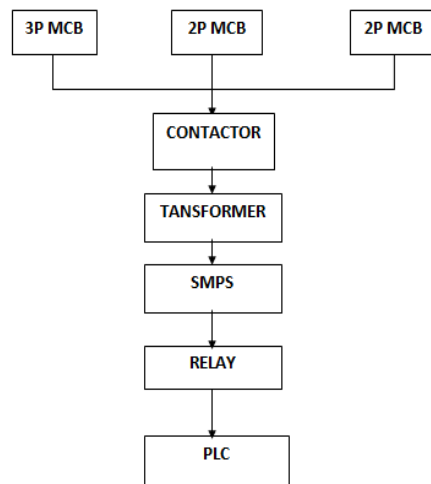 3P MCB
2P MCB
2P MCB
CONTACTOR
TANSFORMER
SMPS
RELAY
PLC